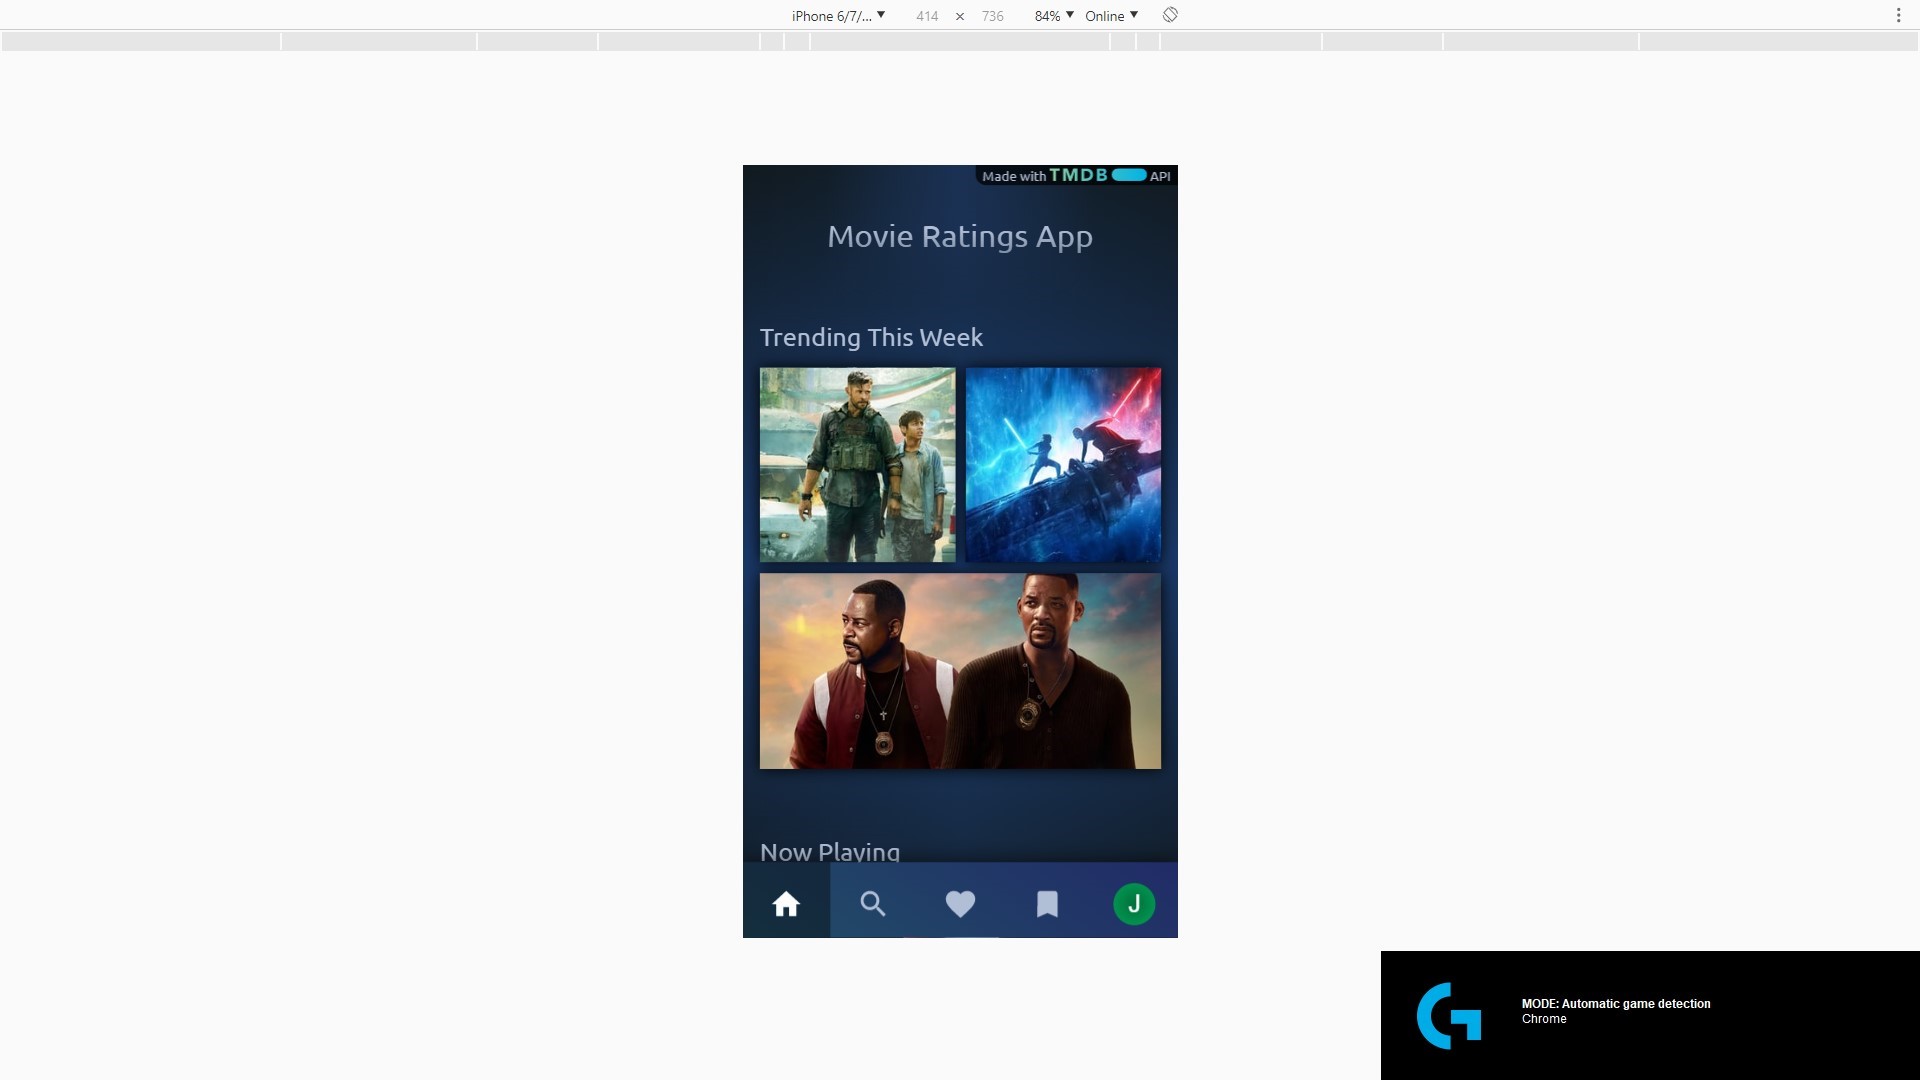 iPhone 6/7/... 414 × 736 84% Online
Made with TMDB API
Movie Ratings App
Trending This Week
Now Playing
J
MODE: Automatic game detection
Chrome